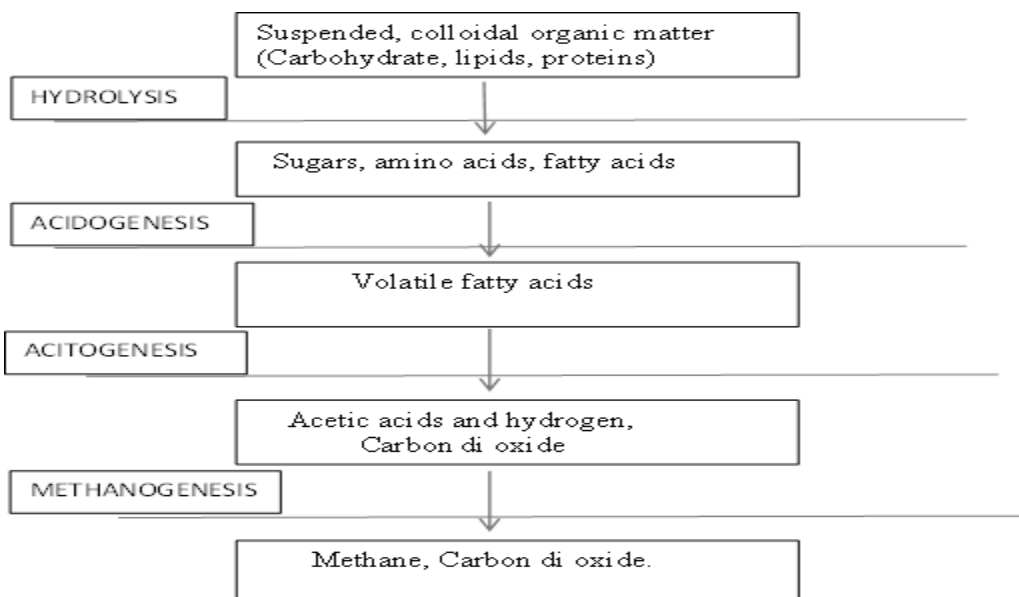 Suspended, colloidal organic matter
(Carbohydrate, lipids, proteins)
HYDROLYSIS
Sugars, amino acids, fatty acids
ACIDOGENESIS
Volatile fatty acids
ACITOGENESIS
Acetic acids and hydrogen,
Carbon di oxide
METHANOGENESIS
Methane, Carbon di oxide.